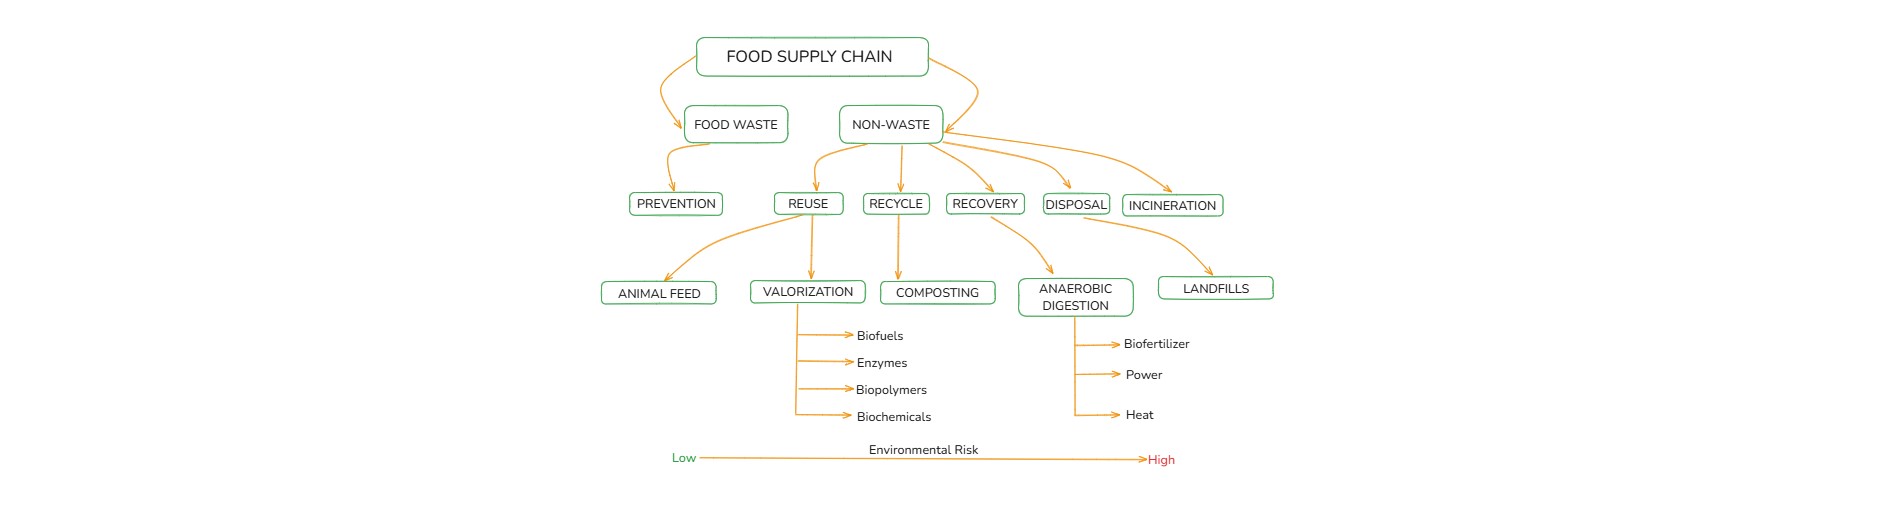 FOOD SUPPLY CHAIN
FOOD WASTE
NON-WASTE
PREVENTION
REUSE
RECYCLE
RECOVERY
DISPOSAL
INCINERATION
ANIMAL FEED
VALORIZATION
COMPOSTING
ANAEROBIC
DIGESTION
LANDFILLS
Biofuels
Enzymes
Biopolymers
Biochemicals
Biofertilizer
Power
Heat
Environmental Risk
Low
High